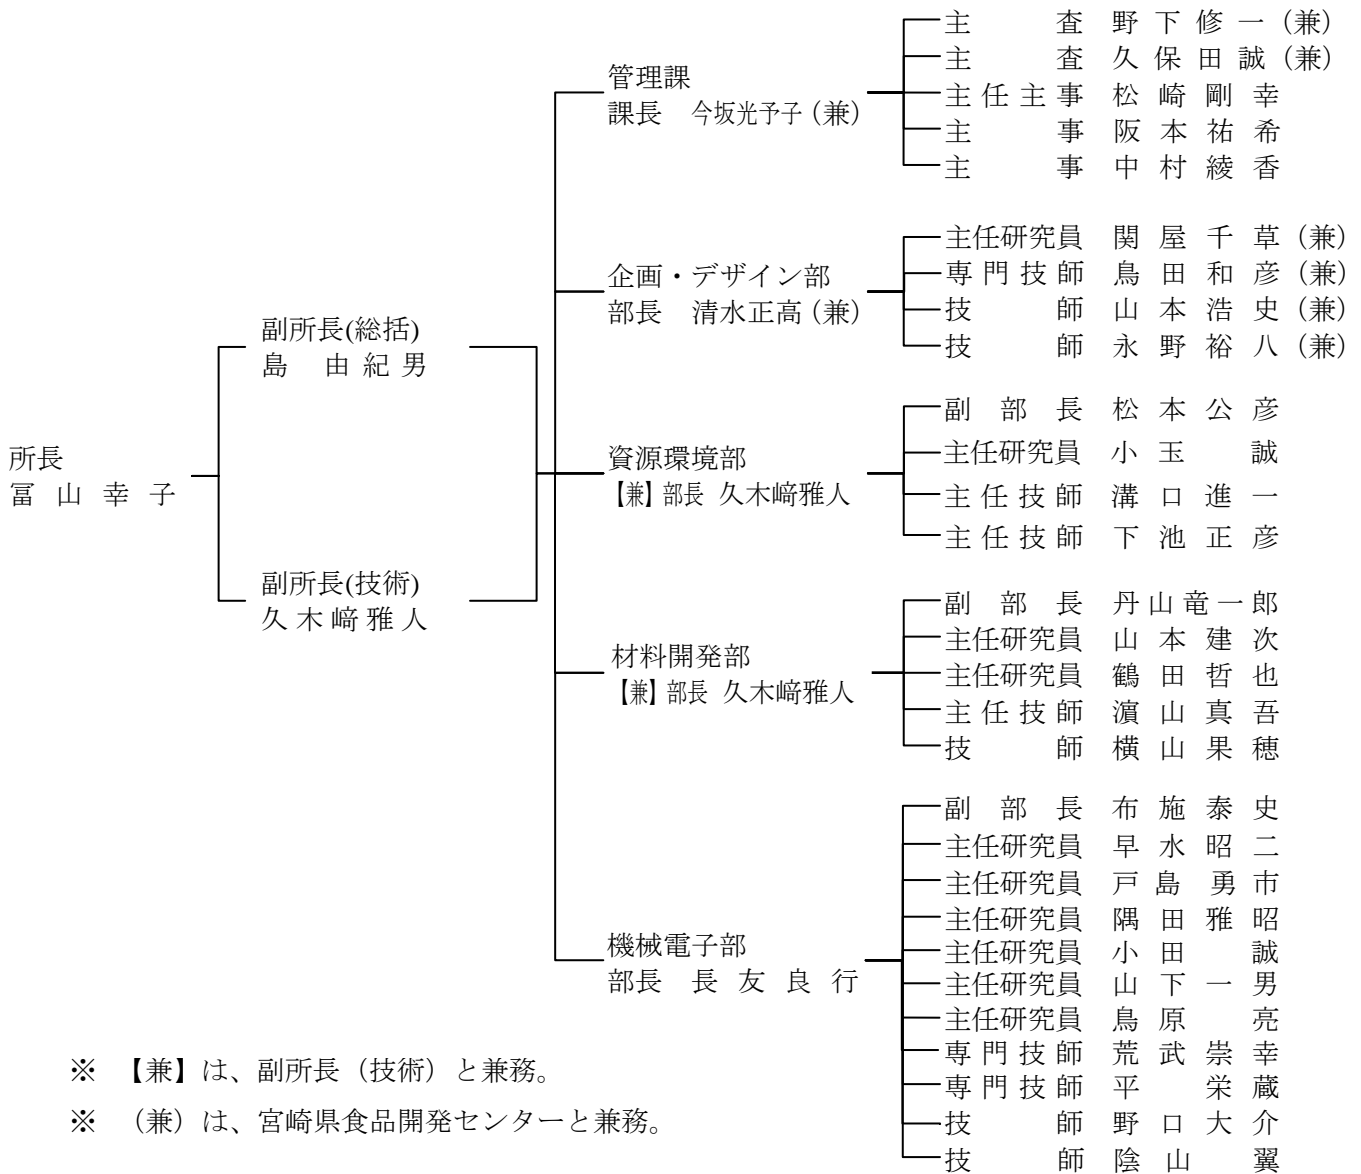 所長
冨山幸子
副所長(総括)
島 由紀男
副所長(技術)
久木﨑雅人
管理課
課長 今坂光予子(兼)
主査 野下修一(兼)
主査 久保田誠(兼)
主任主事 松崎剛幸
主事 阪本祐希
主事 中村綾香
企画・デザイン部
部長 清水正高(兼)
主任研究員 関屋千草(兼)
専門技師 鳥田和彦(兼)
技師 山本浩史(兼)
技師 永野裕八(兼)
資源環境部
【兼】部長 久木﨑雅人
副部長 松本公彦
主任研究員 小玉誠
主任技師 溝口進一
主任技師 下池正彦
材料開発部
【兼】部長 久木﨑雅人
副部長 丹山竜一郎
主任研究員 山本建次
主任研究員 鶴田哲也
主任技師 濵山真吾
技師 横山果穂
機械電子部
部長 長友良行
副部長 布施泰史
主任研究員 早水昭二
主任研究員 戸島勇市
主任研究員 隅田雅昭
主任研究員 小田誠
主任研究員 山下一男
主任研究員 鳥原亮
専門技師 荒武崇幸
専門技師 平栄蔵
技師 野口大介
技師 陰山翼
※ 【兼】は、副所長（技術）と兼務。
※ （兼）は、宮崎県食品開発センターと兼務。